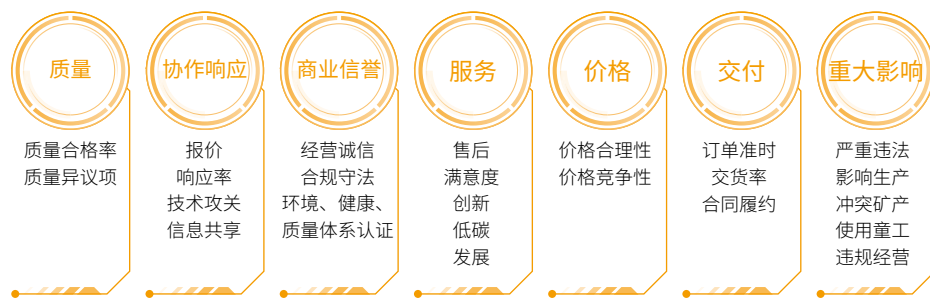 质量
质量合格率
质量异议项
协作响应
报价
响应率
技术攻关
信息共享
商业信誉
经营诚信
合规守法
环境、健康、
质量体系认证
服务
售后
满意度
创新
低碳
发展
价格
价格合理性
价格竞争性
交付
订单准时
交货率
合同履约
重大影响
严重违法
影响生产
冲突矿产
使用童工
违规经营